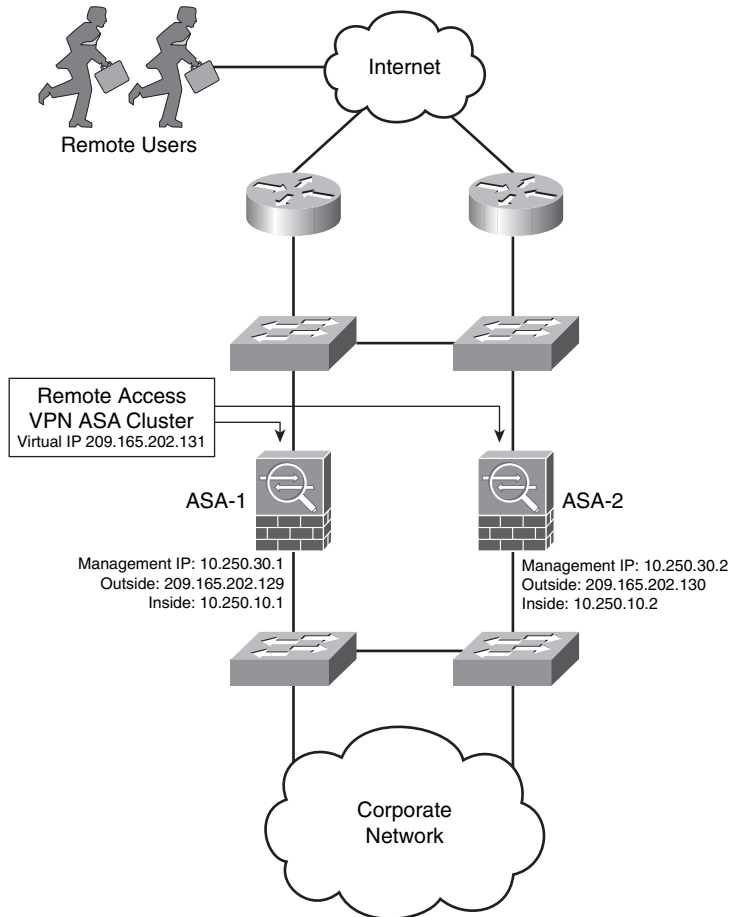 Internet
Remote Users
Remote Access
VPN ASA Cluster
Virtual IP 209.165.202.131
ASA-1
ASA-2
Management IP: 10.250.30.1
Outside: 209.165.202.129
Inside: 10.250.10.1
Management IP: 10.250.30.2
Outside: 209.165.202.130
Inside: 10.250.10.2
Corporate
Network